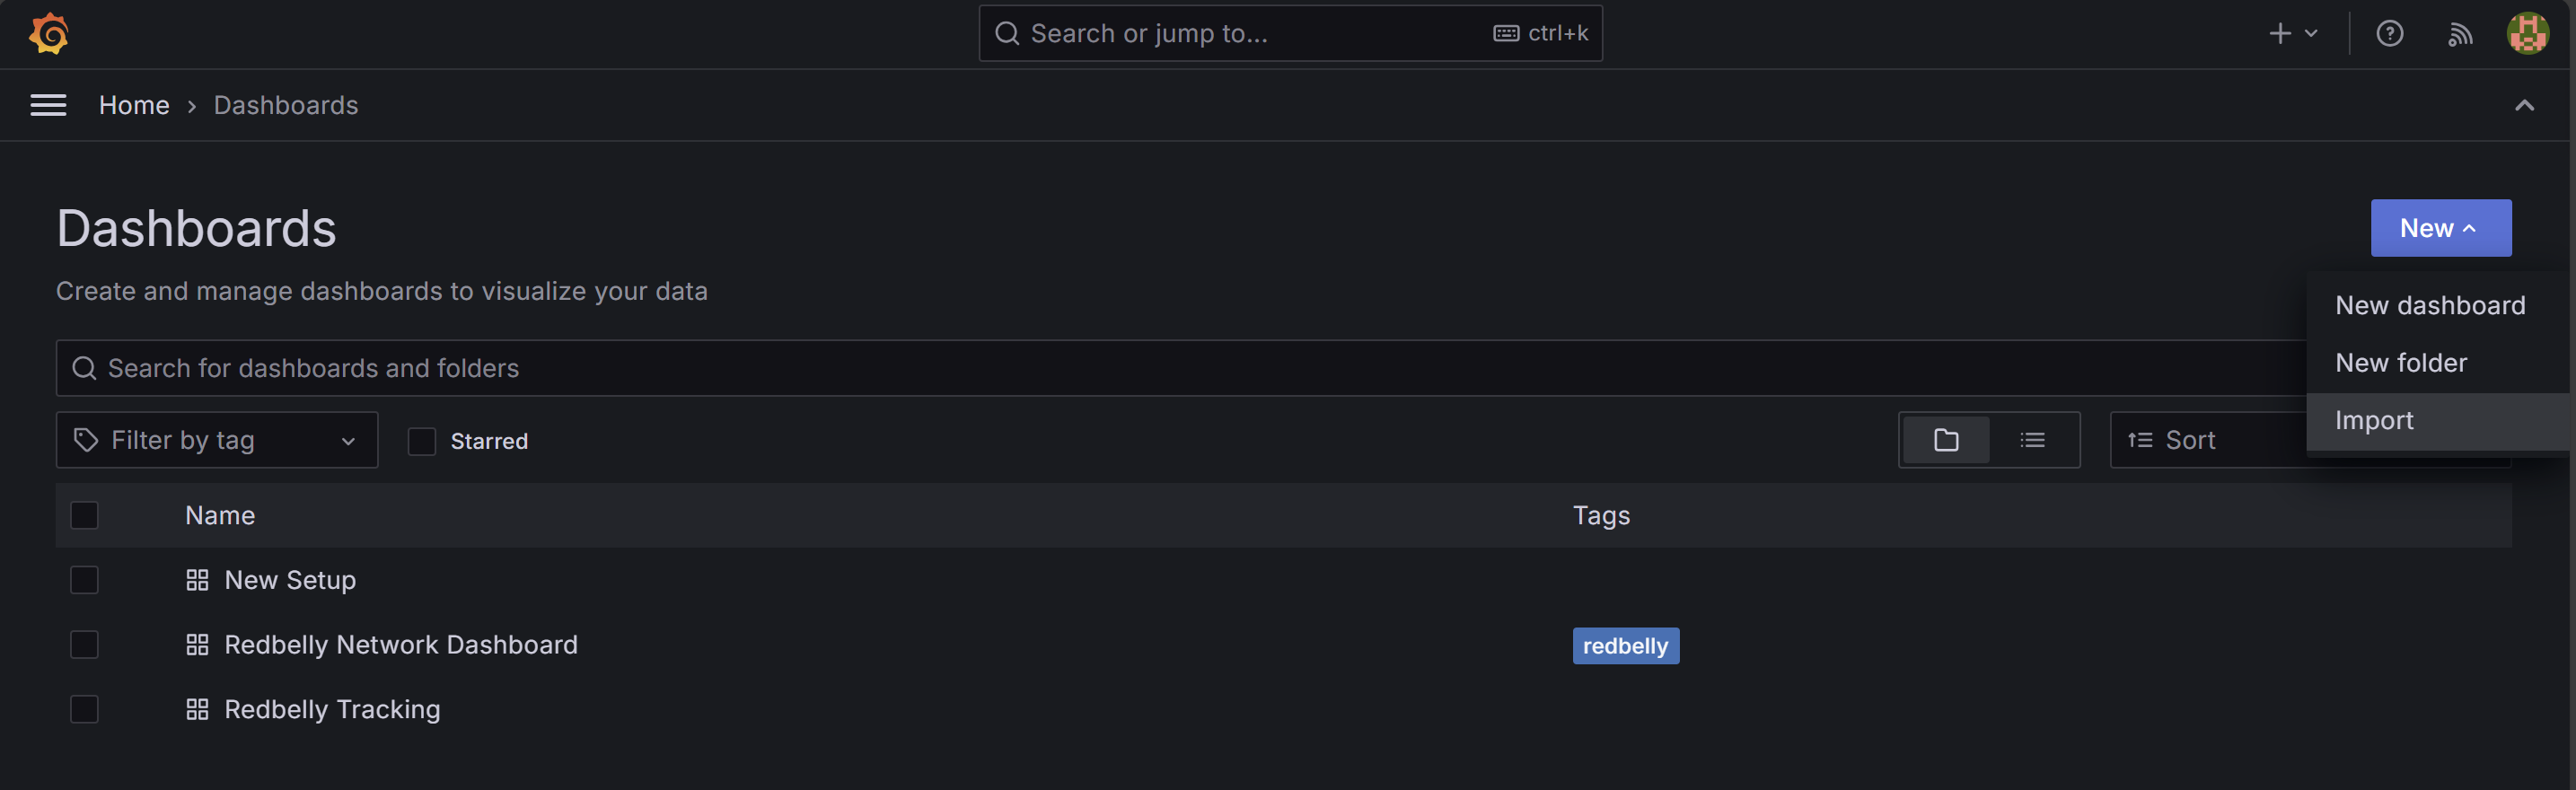 Search or jump to...
ctrl+k
Home › Dashboards
Dashboards
New
Create and manage dashboards to visualize your data
New dashboard
New folder
Import
Search for dashboards and folders
Filter by tag
Starred
Sort
Name
Tags
New Setup
Redbelly Network Dashboard
redbelly
Redbelly Tracking